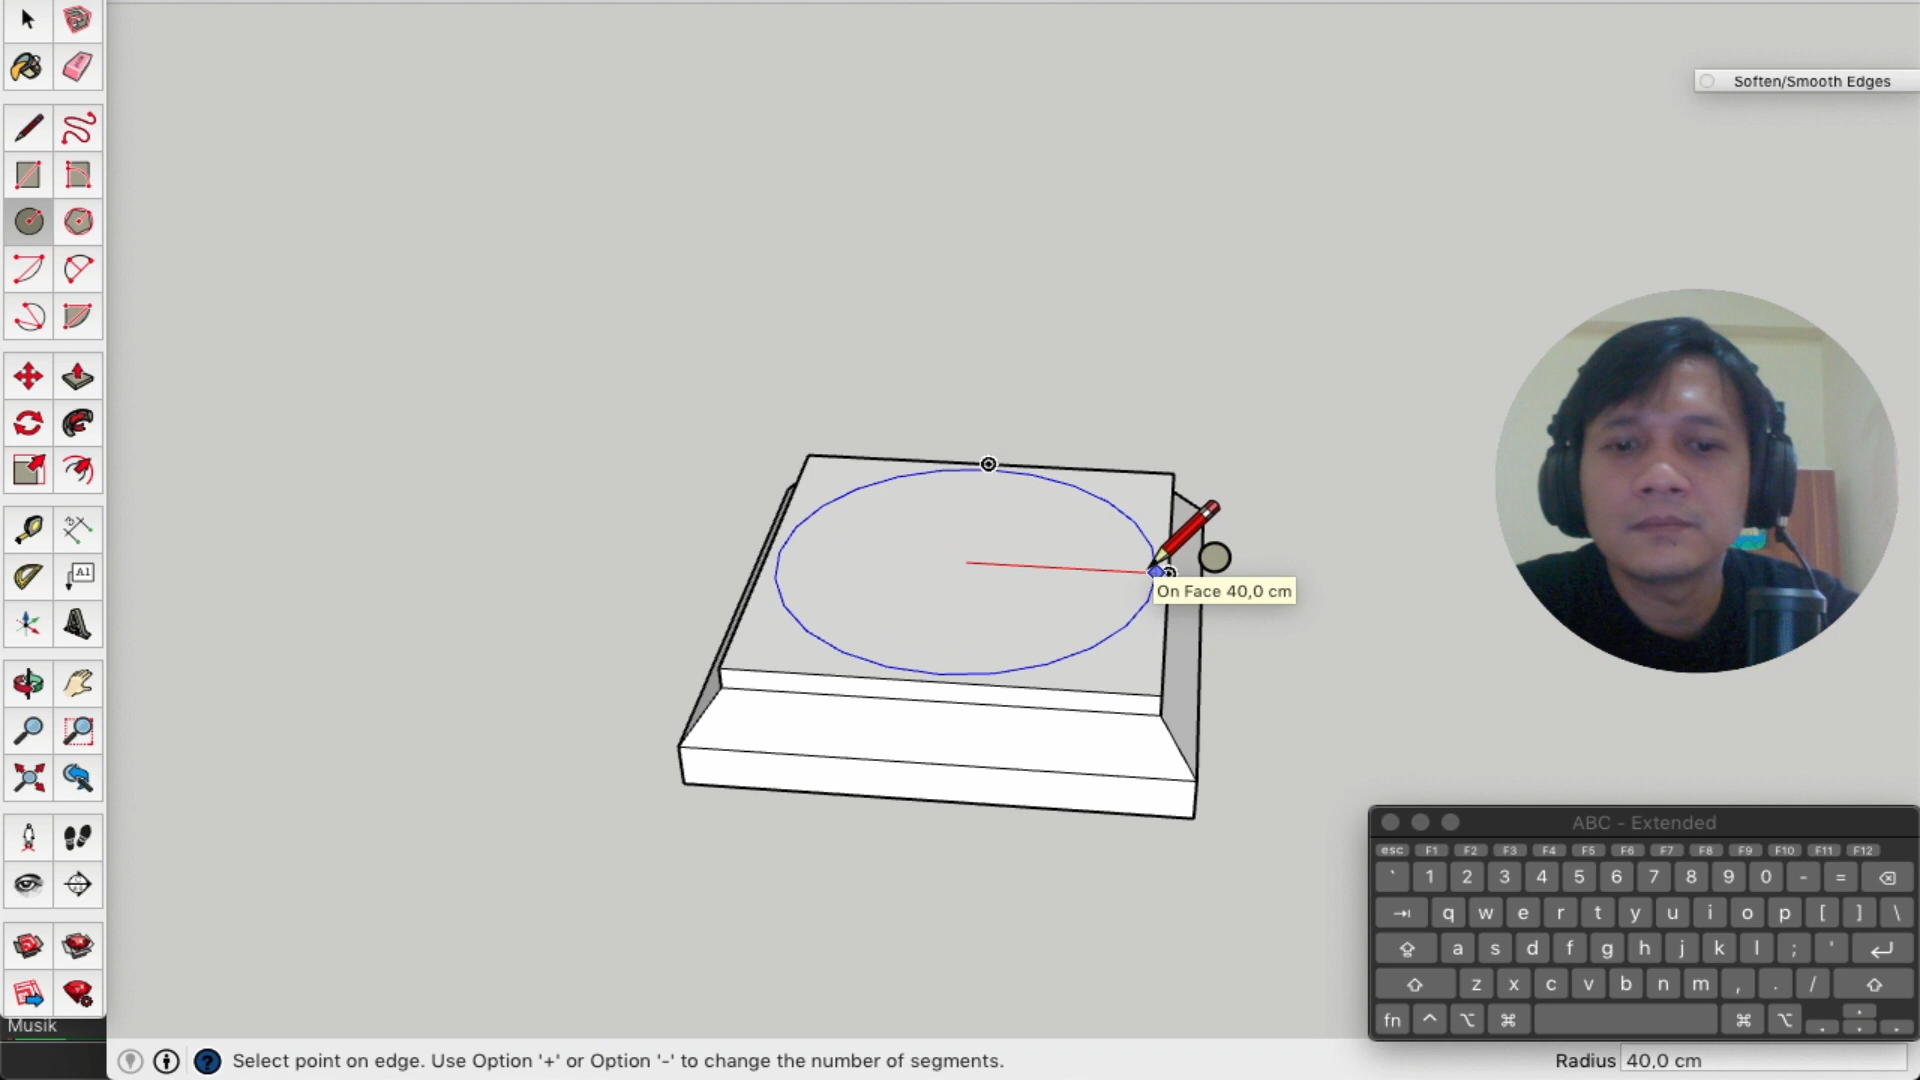 Soften/Smooth Edges
A1
On Face 40,0 cm
ABC - Extended
esc F1 F2 F3 F4 F5 F6 F7 F8 F9 F10 F11 F12
` 1 2 3 4 5 6 7 8 9 0 - =
q w e r t y u i o p [ ] \
a s d f g h j k l ; '
z x c v b n m , . /
fn ^ ⌥ ⌘ ⌘ ⌥
Musik
Select point on edge. Use Option '+' or Option '-' to change the number of segments.
Radius 40,0 cm